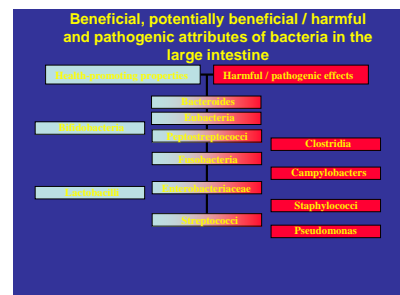 Beneficial, potentially beneficial / harmful
and pathogenic attributes of bacteria in the
large intestine
Health-promoting properties
Harmful / pathogenic effects
Bacteroides
Eubacteria
Bifidobacteria
Peptostreptococci
Clostridia
Fusobacteria
Campylobacters
Lactobacilli
Enterobacteriaceae
Staphylococci
Streptococci
Pseudomonas